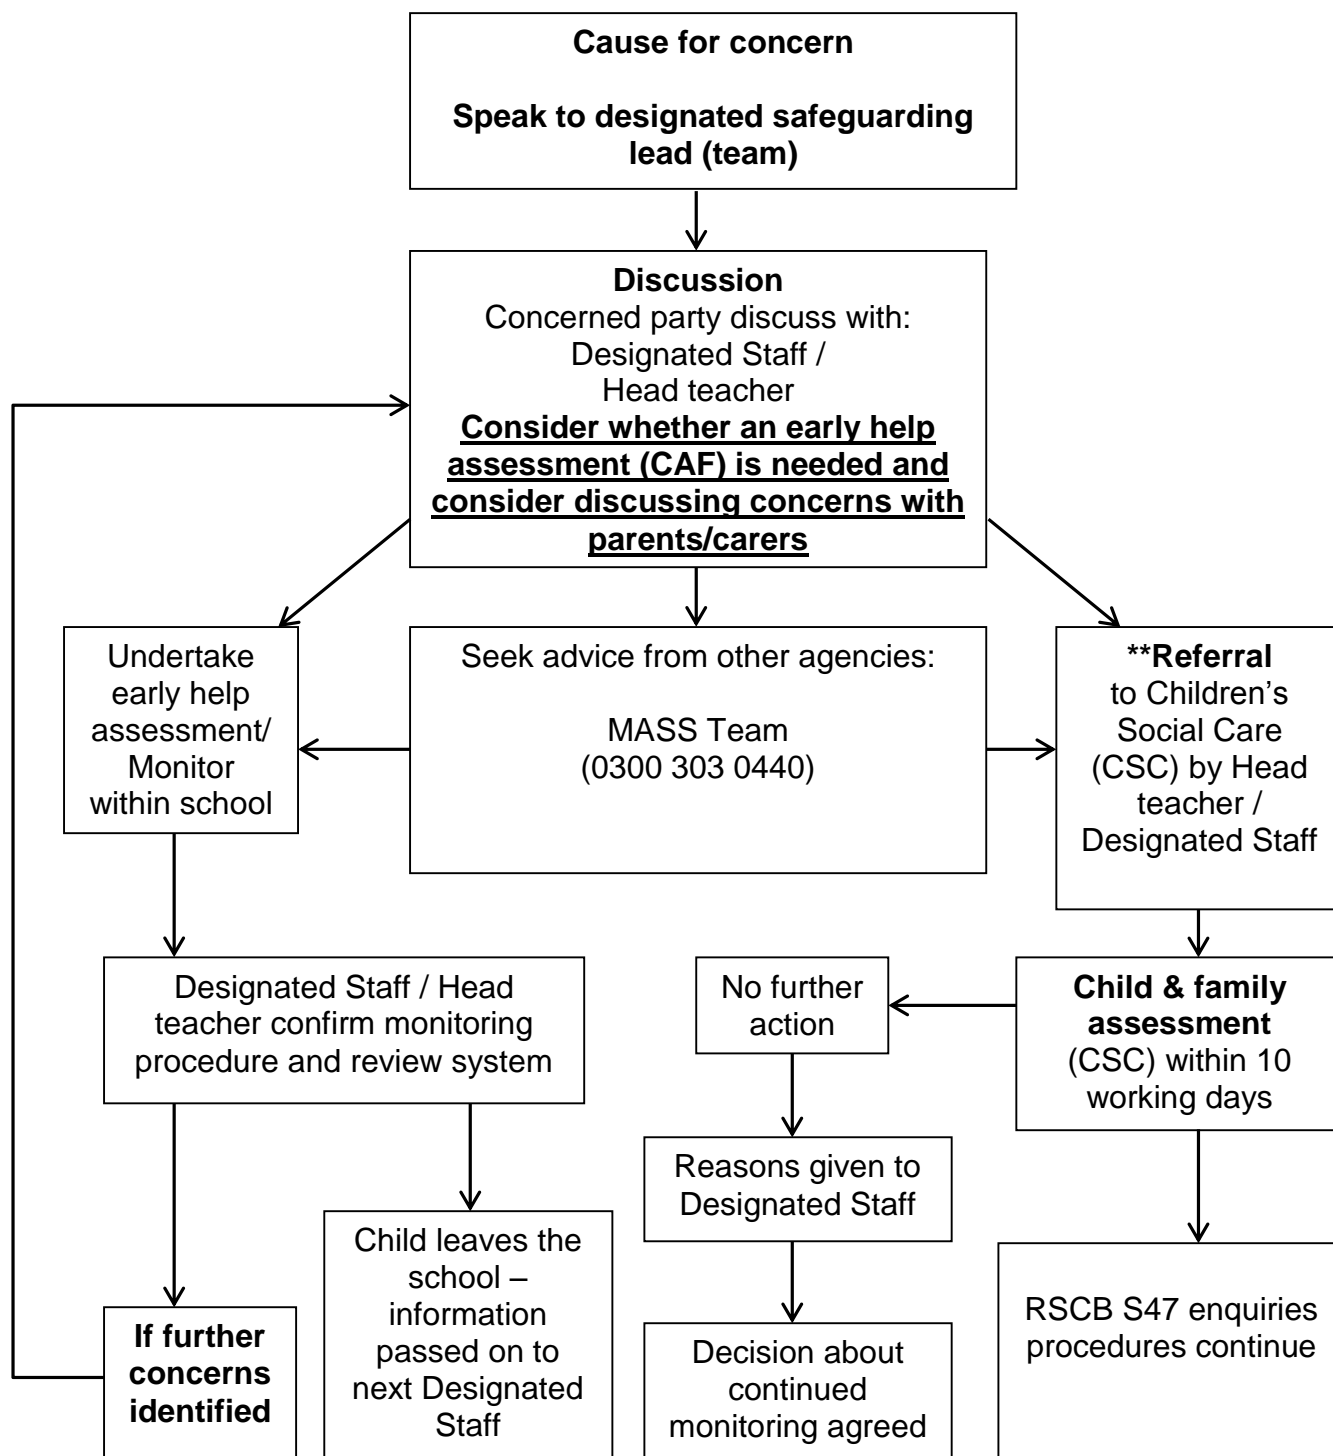 Cause for concern
Speak to designated safeguarding
lead (team)
Discussion
Concerned party discuss with:
Designated Staff /
Head teacher
Consider whether an early help
assessment (CAF) is needed and
consider discussing concerns with
parents/carers
Undertake
early help
assessment/
Monitor
within school
Seek advice from other agencies:
MASS Team
(0300 303 0440)
**Referral
to Children’s
Social Care
(CSC) by Head
teacher /
Designated Staff
Designated Staff / Head
teacher confirm monitoring
procedure and review system
No further
action
Child & family
assessment
(CSC) within 10
working days
Reasons given to
Designated Staff
If further
concerns
identified
Child leaves the
school –
information
passed on to
next Designated
Staff
Decision about
continued
monitoring agreed
RSCB S47 enquiries
procedures continue